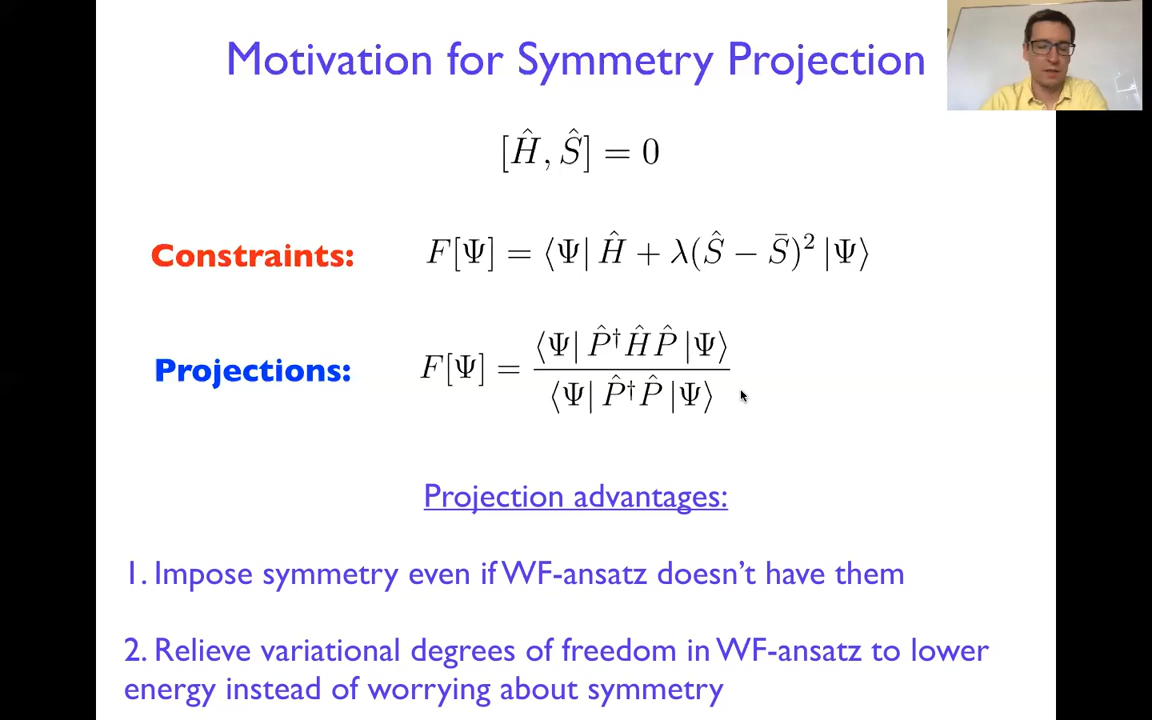 Motivation for Symmetry Projection
[Ĥ, Ŝ] = 0
Constraints: F[Ψ] = ⟨Ψ| Ĥ + λ(Ŝ − S̄)² |Ψ⟩
Projections: F[Ψ] = ⟨Ψ| P̂†ĤP̂ |Ψ⟩ / ⟨Ψ| P̂†P̂ |Ψ⟩
Projection advantages:
1. Impose symmetry even if WF-ansatz doesn’t have them
2. Relieve variational degrees of freedom in WF-ansatz to lower
energy instead of worrying about symmetry